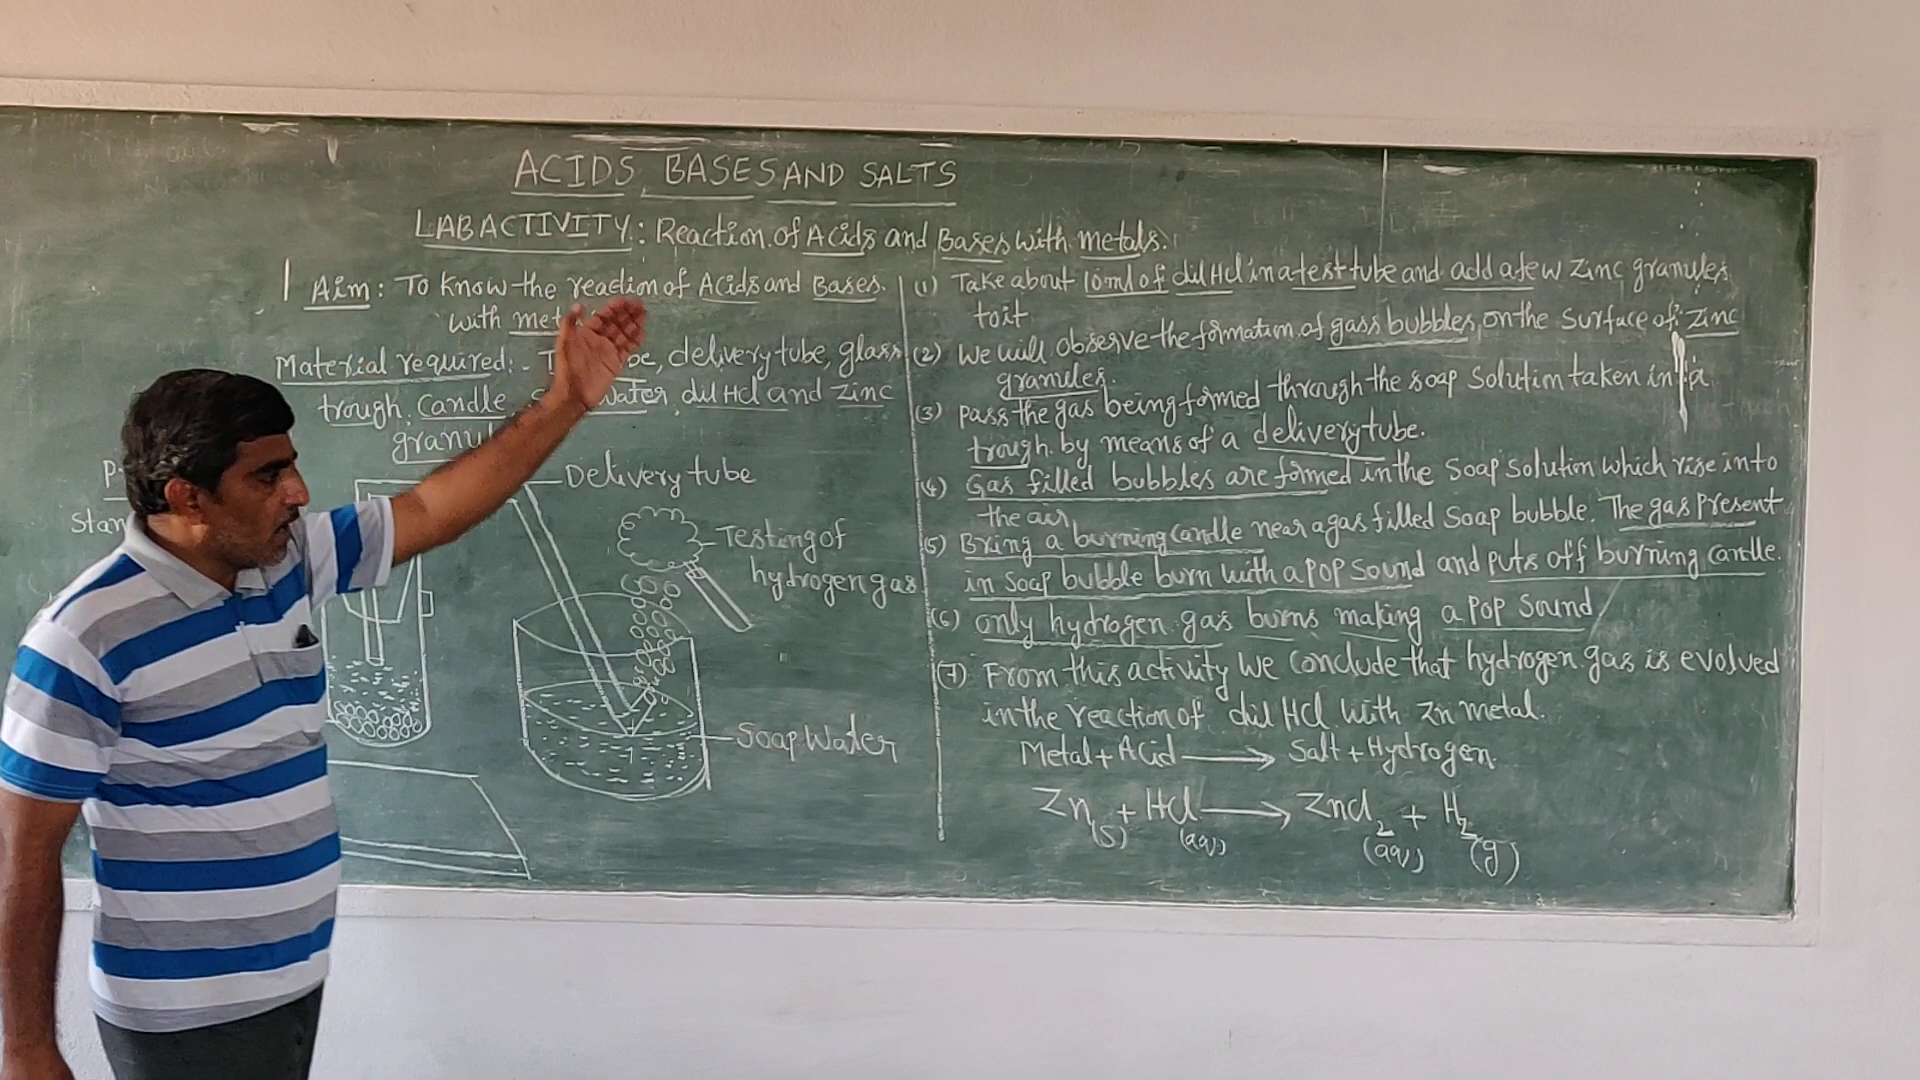 ACIDS, BASES AND SALTS
LAB ACTIVITY: Reaction of Acids and Bases with metals.
Aim: To know the reaction of Acids and Bases.
with
Material required:- delivery tube, glass
trough, Candle, water, dil HCl and zinc
Delivery tube
Testing of
hydrogen gas
Soap Water
(1) Take about 10ml of dil HCl in a test tube and add a few Zinc granules
to it
(2) We will observe the formation of gass bubbles, on the surface of Zinc
granules.
(3) Pass the gas being formed through the soap solution taken in a
trough. by means of a delivery tube.
(4) Gas filled bubbles are formed in the soap solution which rise into
the air
(5) Bring a burning candle near a gas filled soap bubble. The gas present
in soap bubble burn with a pop sound and puts off burning candle.
(6) only hydrogen gas burns making a pop sound
(7) From this activity we conclude that hydrogen gas is evolved
in the reaction of dil HCl with Zn metal.
Metal + Acid ⟶ Salt + Hydrogen
Zn(s) + HCl(aq) ⟶ ZnCl₂(aq) + H₂(g)